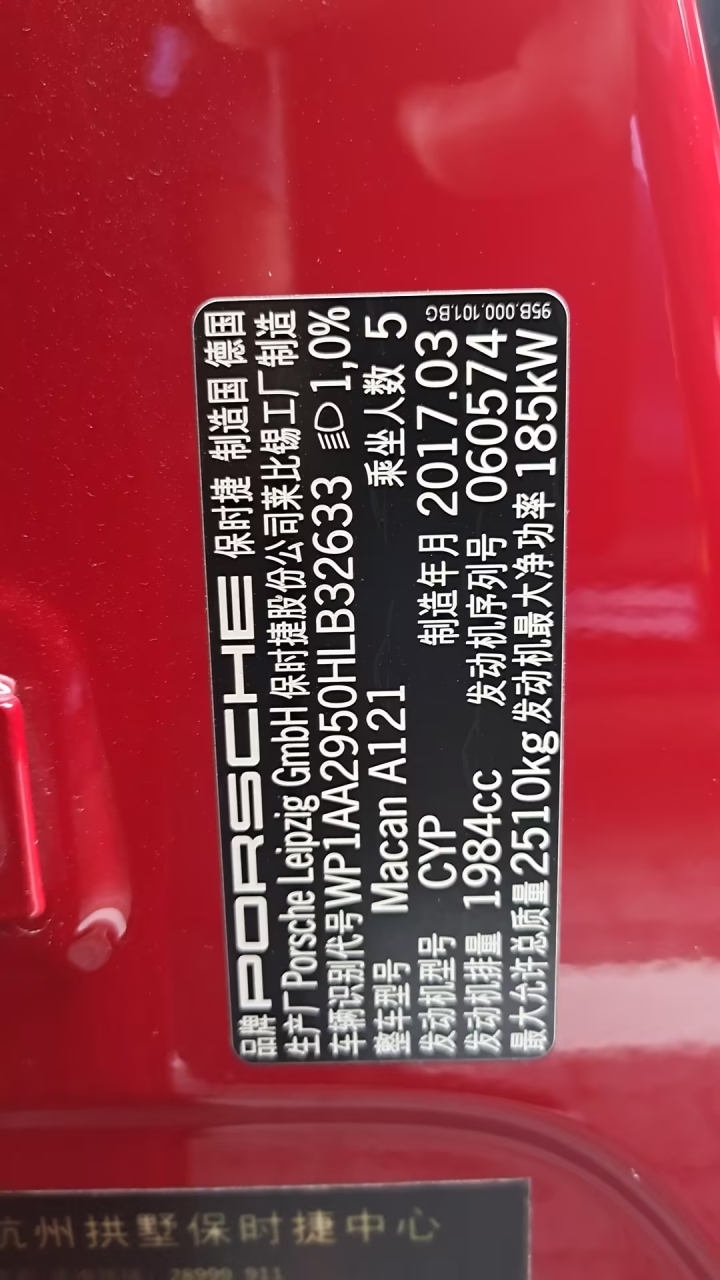 品牌 PORSCHE 保时捷 制造国 德国
生产厂 Porsche Leipzig GmbH 保时捷股份公司莱比锡工厂制造
车辆识别代号 WP1AA2950HLB32633 1,0%
整车型号 Macan A121 乘坐人数 5
发动机型号 CYP 制造年月 2017.03
发动机排量 1984cc 发动机序列号 060574
最大允许总质量 2510kg 发动机最大净功率 185kW
95B.000.101.BG
杭州拱墅保时捷中心